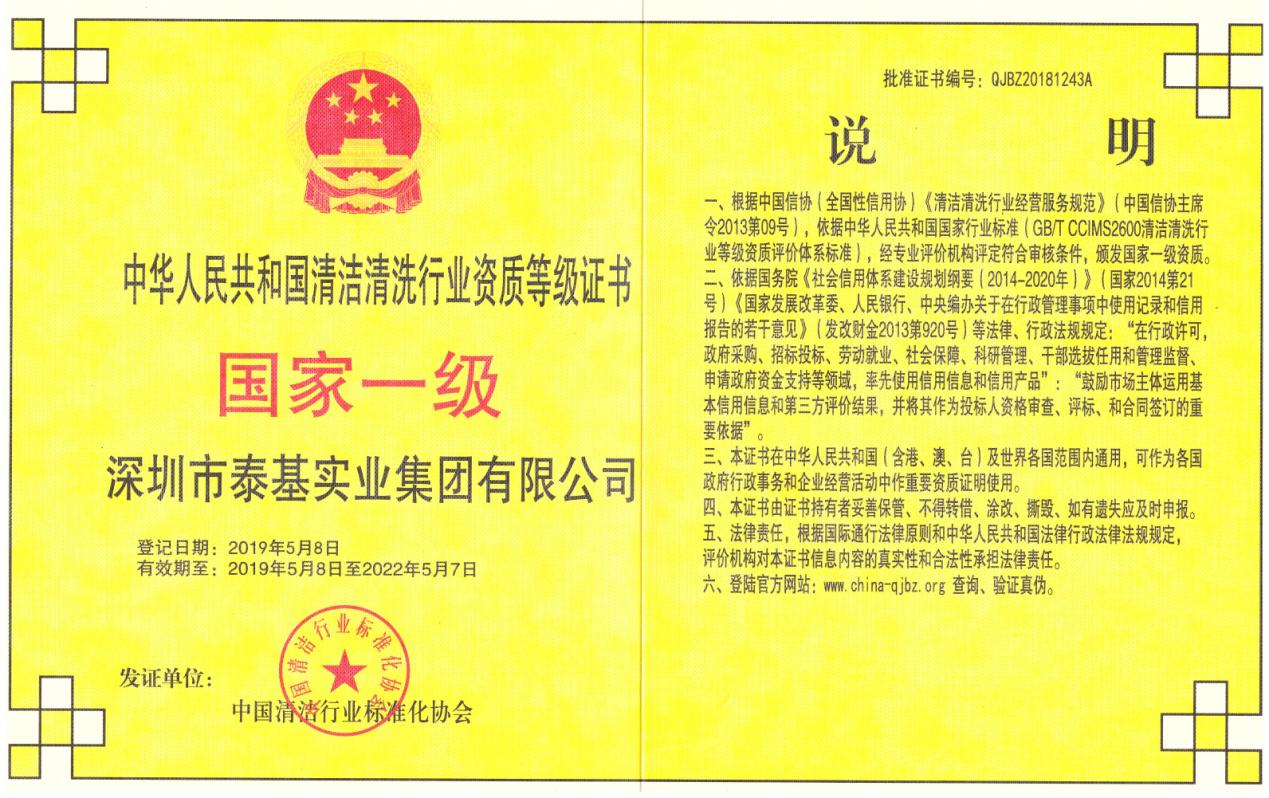 中华人民共和国清洁清洗行业资质等级证书
国家一级
深圳市泰基实业集团有限公司
登记日期：2019年5月8日
有效期至：2019年5月8日至2022年5月7日
发证单位：
中国清洁行业标准化协会
中国清洁行业标准化协会
批准证书编号：QJBZ20181243A
说 明
一、根据中国信协（全国性信用协）《清洁清洗行业经营服务规范》（中国信协主席
令2013第09号），依据中华人民共和国国家行业标准（GB/T CCIMS2600清洁清洗行
业等级资质评价体系标准），经专业评价机构评定符合审核条件，颁发国家一级资质。
二、依据国务院《社会信用体系建设规划纲要（2014-2020年）》（国家2014第21
号）《国家发展改革委、人民银行、中央编办关于在行政管理事项中使用记录和信用
报告的若干意见》（发改财金2013第920号）等法律、行政法规规定：“在行政许可，
政府采购、招标投标、劳动就业、社会保障、科研管理、干部选拔任用和管理监督、
申请政府资金支持等领域，率先使用信用信息和信用产品”：“鼓励市场主体运用基
本信用信息和第三方评价结果，并将其作为投标人资格审查、评标、和合同签订的重
要依据”。
三、本证书在中华人民共和国（含港、澳、台）及世界各国范围内通用，可作为各国
政府行政事务和企业经营活动中作重要资质证明使用。
四、本证书由证书持有者妥善保管、不得转借、涂改、撕毁、如有遗失应及时申报。
五、法律责任，根据国际通行法律原则和中华人民共和国法律行政法律法规规定，
评价机构对本证书信息内容的真实性和合法性承担法律责任。
六、登陆官方网站：www.china-qjbz.org 查询、验证真伪。